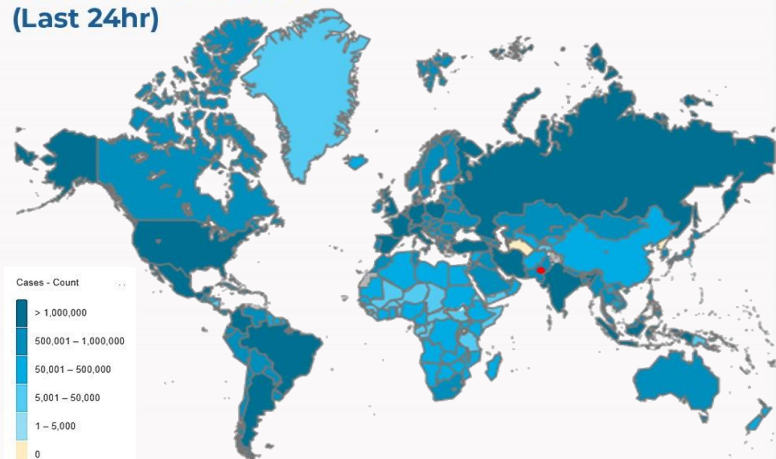 (Last 24hr)
Cases - Count
> 1,000,000
500,001 – 1,000,000
50,001 – 500,000
5,001 – 50,000
1 – 5,000
0